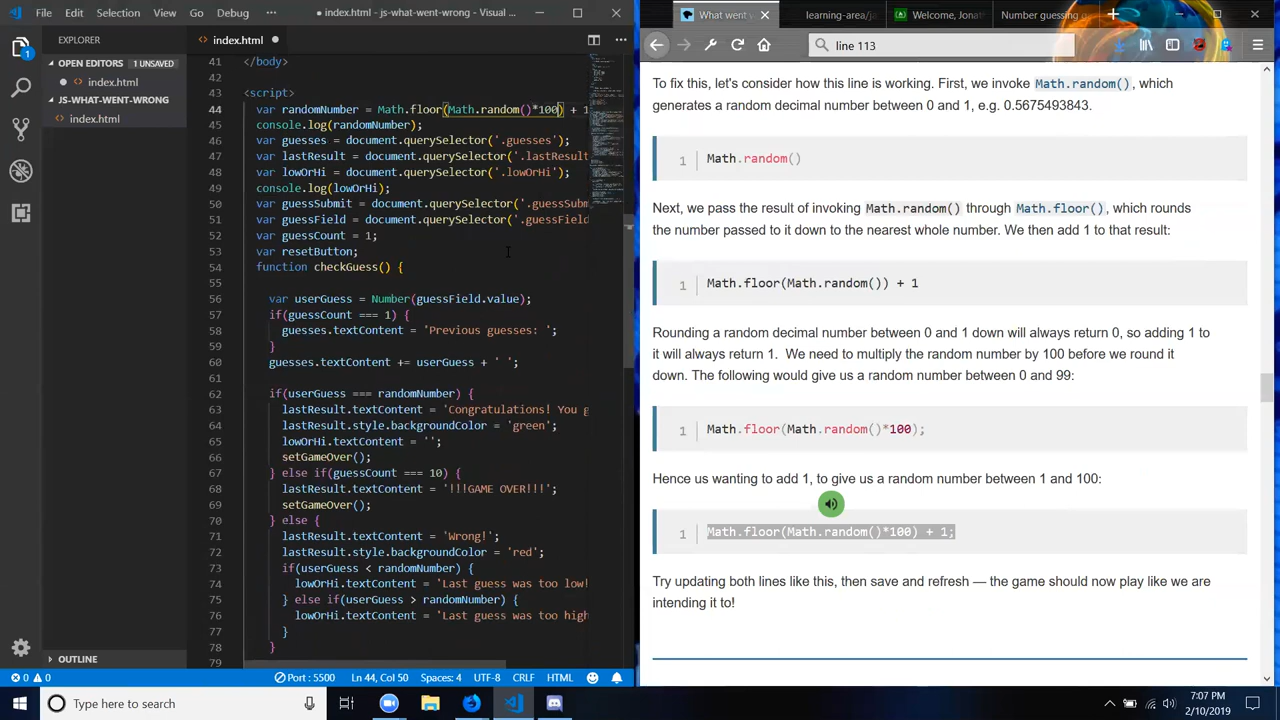 File Edit Selection View Go Debug ··· ● index.html - js-what-went-wrong - Visual ...
EXPLORER
OPEN EDITORS 1 UNSAVED
index.html
JS-WHAT-WENT-WRONG
index.html
OUTLINE
index.html
41 </body>
42
43 <script>
44 var randomNumber = Math.floor(Math.random()*100) + 1
45 console.log(randomNumber);
46 var guesses = document.querySelector('.guesses');
47 var lastResult = document.querySelector('.lastResult
48 var lowOrHi = document.querySelector('.lowOrHi');
49 console.log(lowOrHi);
50 var guessSubmit = document.querySelector('.guessSubm
51 var guessField = document.querySelector('.guessField
52 var guessCount = 1;
53 var resetButton;
54 function checkGuess() {
55
56 var userGuess = Number(guessField.value);
57 if(guessCount === 1) {
58 guesses.textContent = 'Previous guesses: ';
59 }
60 guesses.textContent += userGuess + ' ';
61
62 if(userGuess === randomNumber) {
63 lastResult.textContent = 'Congratulations! You g
64 lastResult.style.backgroundColor = 'green';
65 lowOrHi.textContent = '';
66 setGameOver();
67 } else if(guessCount === 10) {
68 lastResult.textContent = '!!!GAME OVER!!!';
69 setGameOver();
70 } else {
71 lastResult.textContent = 'Wrong!';
72 lastResult.style.backgroundColor = 'red';
73 if(userGuess < randomNumber) {
74 lowOrHi.textContent = 'Last guess was too low!
75 } else if(userGuess > randomNumber) {
76 lowOrHi.textContent = 'Last guess was too high
77 }
78 }
79
0 0 Port : 5500 Ln 44, Col 50 Spaces: 4 UTF-8 CRLF HTML
What went learning-area/ja Welcome, Jonat Number guessing
line 113
To fix this, let's consider how this line is working. First, we invoke Math.random(), which
generates a random decimal number between 0 and 1, e.g. 0.5675493843.
1 Math.random()
Next, we pass the result of invoking Math.random() through Math.floor(), which rounds
the number passed to it down to the nearest whole number. We then add 1 to that result:
1 Math.floor(Math.random()) + 1
Rounding a random decimal number between 0 and 1 down will always return 0, so adding 1 to
it will always return 1. We need to multiply the random number by 100 before we round it
down. The following would give us a random number between 0 and 99:
1 Math.floor(Math.random()*100);
Hence us wanting to add 1, to give us a random number between 1 and 100:
1 Math.floor(Math.random()*100) + 1;
Try updating both lines like this, then save and refresh — the game should now play like we are
intending it to!
Type here to search
7:07 PM
2/10/2019